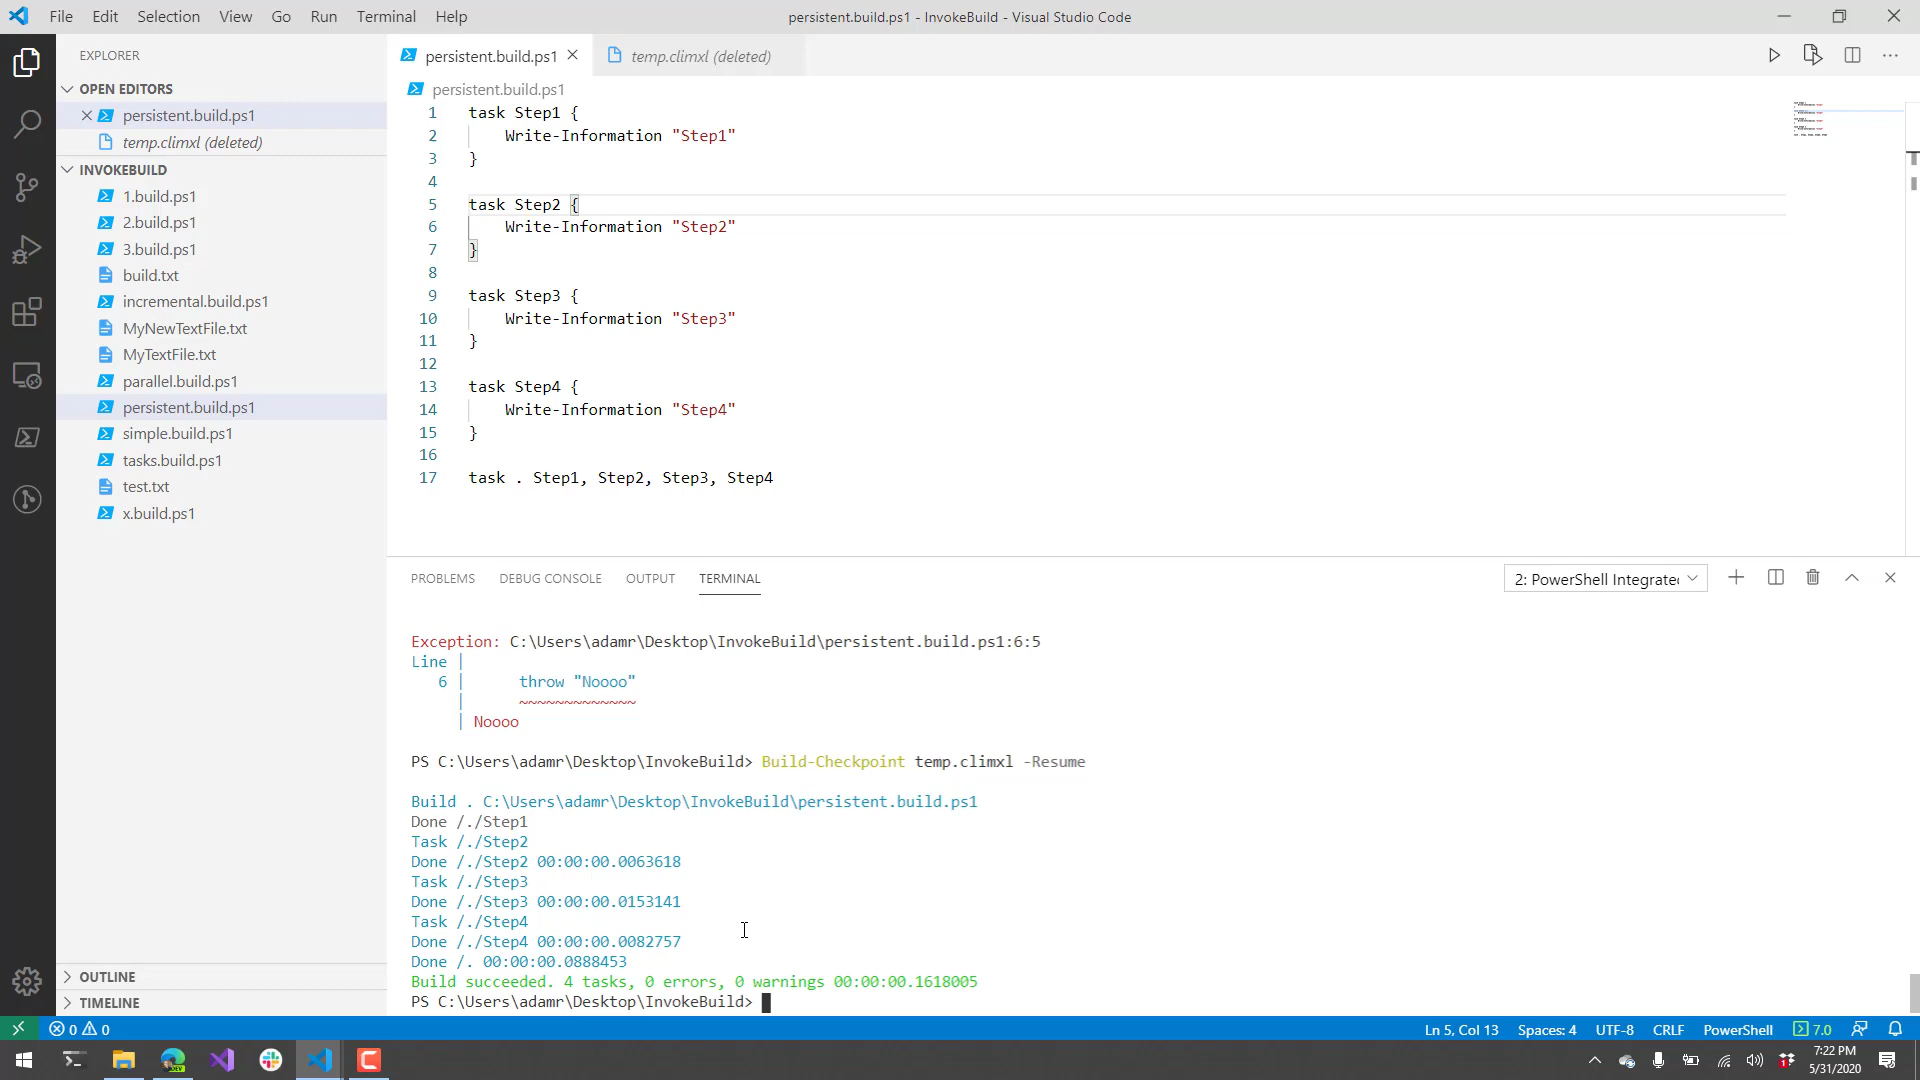 File Edit Selection View Go Run Terminal Help
persistent.build.ps1 - InvokeBuild - Visual Studio Code
EXPLORER
OPEN EDITORS
persistent.build.ps1
temp.climxl (deleted)
INVOKEBUILD
1.build.ps1
2.build.ps1
3.build.ps1
build.txt
incremental.build.ps1
MyNewTextFile.txt
MyTextFile.txt
parallel.build.ps1
persistent.build.ps1
simple.build.ps1
tasks.build.ps1
test.txt
x.build.ps1
OUTLINE
TIMELINE
persistent.build.ps1
temp.climxl (deleted)
persistent.build.ps1
1 task Step1 {
2 Write-Information "Step1"
3 }
4
5 task Step2 {
6 Write-Information "Step2"
7 }
8
9 task Step3 {
10 Write-Information "Step3"
11 }
12
13 task Step4 {
14 Write-Information "Step4"
15 }
16
17 task . Step1, Step2, Step3, Step4
PROBLEMS DEBUG CONSOLE OUTPUT TERMINAL
2: PowerShell Integrated
Exception: C:\Users\adamr\Desktop\InvokeBuild\persistent.build.ps1:6:5
Line |
6 | throw "Noooo"
| ~~~~~~~~~~~~~
| Noooo
PS C:\Users\adamr\Desktop\InvokeBuild> Build-Checkpoint temp.climxl -Resume
Build . C:\Users\adamr\Desktop\InvokeBuild\persistent.build.ps1
Done /./Step1
Task /./Step2
Done /./Step2 00:00:00.0063618
Task /./Step3
Done /./Step3 00:00:00.0153141
Task /./Step4
Done /./Step4 00:00:00.0082757
Done /. 00:00:00.0888453
Build succeeded. 4 tasks, 0 errors, 0 warnings 00:00:00.1618005
PS C:\Users\adamr\Desktop\InvokeBuild>
0 0
Ln 5, Col 13 Spaces: 4 UTF-8 CRLF PowerShell 7.0
7:22 PM
5/31/2020